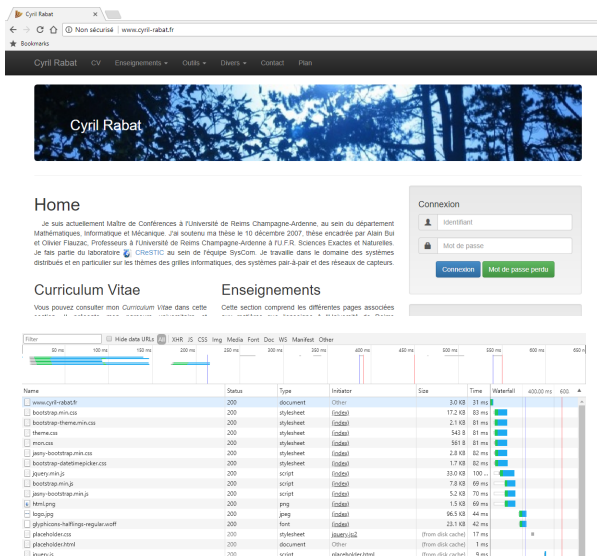 Cyril Rabat
Non sécurisé | www.cyril-rabat.fr
Bookmarks
Cyril Rabat CV Enseignements Outils Divers Contact Plan
Cyril Rabat
Home
Je suis actuellement Maître de Conférences à l'Université de Reims Champagne-Ardenne, au sein du département
Mathématiques, Informatique et Mécanique. J'ai soutenu ma thèse le 10 décembre 2007, thèse encadrée par Alain Bui
et Olivier Flauzac, Professeurs à l'Université de Reims Champagne-Ardenne à l'U.F.R. Sciences Exactes et Naturelles.
Je fais partie du laboratoire CReSTIC au sein de l'équipe SysCom. Je travaille dans le domaine des systèmes
distribués et en particulier sur les thèmes des grilles informatiques, des systèmes pair-à-pair et des réseaux de capteurs.
Connexion
Identifiant
Mot de passe
Connexion Mot de passe perdu
Curriculum Vitae Enseignements
Vous pouvez consulter mon Curriculum Vitae dans cette
Cette section comprend les différentes pages associées
Filter Hide data URLs All XHR JS CSS Img Media Font Doc WS Manifest Other
50 ms 100 ms 150 ms 200 ms 250 ms 300 ms 350 ms 400 ms 450 ms 500 ms 550 ms 600 ms 650 n
Name Status Type Initiator Size Time Waterfall 400.00 ms 600.
www.cyril-rabat.fr 200 document Other 3.0 KB 31 ms
bootstrap.min.css 200 stylesheet (index) 17.2 KB 83 ms
bootstrap-theme.min.css 200 stylesheet (index) 2.1 KB 81 ms
theme.css 200 stylesheet (index) 543 B 81 ms
mon.css 200 stylesheet (index) 561 B 81 ms
jasny-bootstrap.min.css 200 stylesheet (index) 2.8 KB 82 ms
bootstrap-datetimepicker.css 200 stylesheet (index) 1.7 KB 82 ms
jquery.min.js 200 script (index) 33.0 KB 100 ...
bootstrap.min.js 200 script (index) 7.8 KB 69 ms
jasny-bootstrap.min.js 200 script (index) 5.2 KB 70 ms
html.png 200 png (index) 1.5 KB 69 ms
logo.jpg 200 jpeg (index) 96.5 KB 44 ms
glyphicons-halflings-regular.woff 200 font (index) 23.1 KB 42 ms
placeholder.css 200 stylesheet jquery.js:2 (from disk cache) 17 ms
placeholder.html 200 document Other (from disk cache) 1 ms
jquery.js 200 script placeholder.html (from disk cache) 9 ms